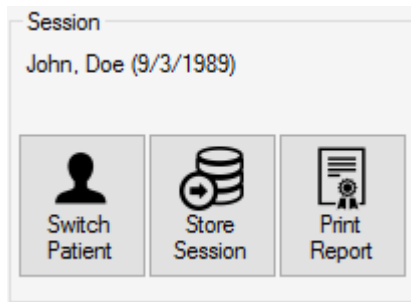 Session
John, Doe (9/3/1989)
Switch
Patient
Store
Session
Print
Report